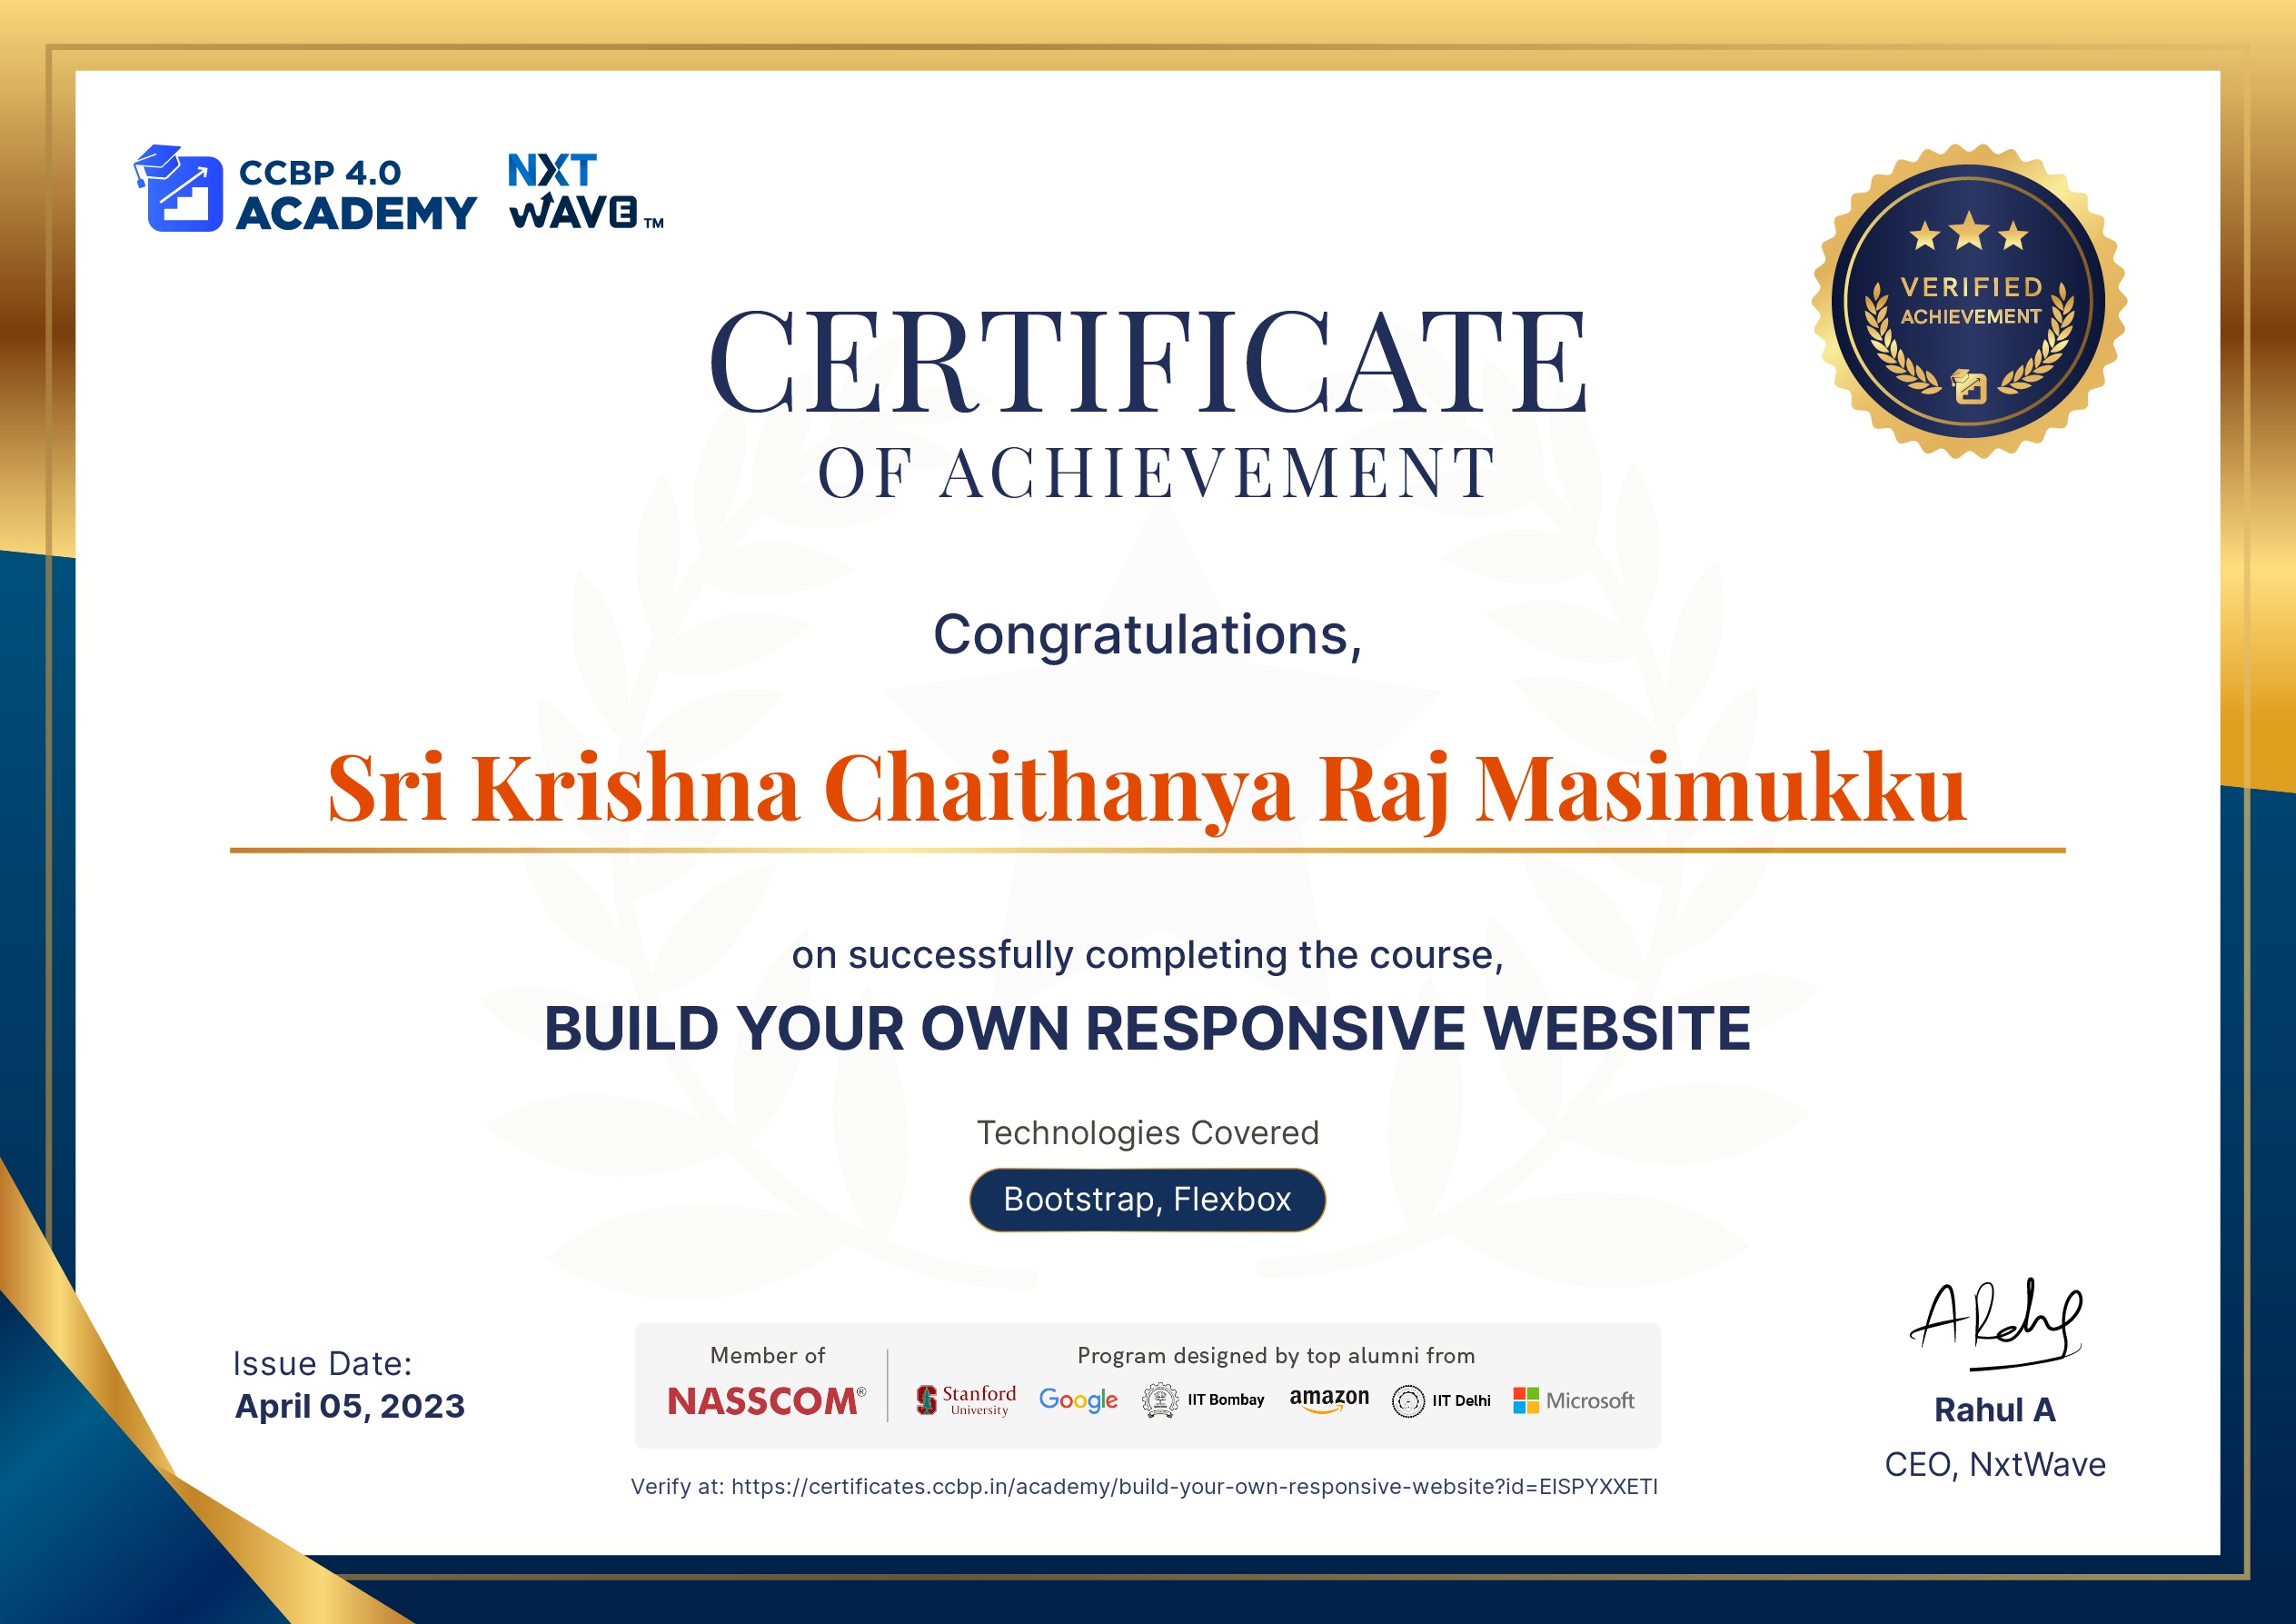 CCBP 4.0
ACADEMY
NXT
WAVE™
VERIFIED
ACHIEVEMENT
CERTIFICATE
OF ACHIEVEMENT
Congratulations,
Sri Krishna Chaithanya Raj Masimukku
on successfully completing the course,
BUILD YOUR OWN RESPONSIVE WEBSITE
Technologies Covered
Bootstrap, Flexbox
Issue Date:
April 05, 2023
Member of
NASSCOM®
Program designed by top alumni from
Stanford
University
Google
IIT Bombay
amazon
IIT Delhi
Microsoft
Verify at: https://certificates.ccbp.in/academy/build-your-own-responsive-website?id=EISPYXXETI
A Rahul
Rahul A
CEO, NxtWave